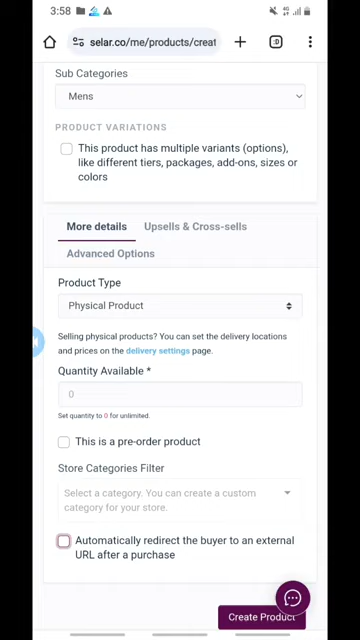 3:58
selar.co/me/products/creat
:D
Sub Categories
Mens
PRODUCT VARIATIONS
This product has multiple variants (options),
like different tiers, packages, add-ons, sizes or
colors
More details
Upsells & Cross-sells
Advanced Options
Product Type
Physical Product
Selling physical products? You can set the delivery locations
and prices on the delivery settings page.
Quantity Available *
0
Set quantity to 0 for unlimited.
This is a pre-order product
Store Categories Filter
Select a category. You can create a custom
category for your store.
Automatically redirect the buyer to an external
URL after a purchase
Create Product